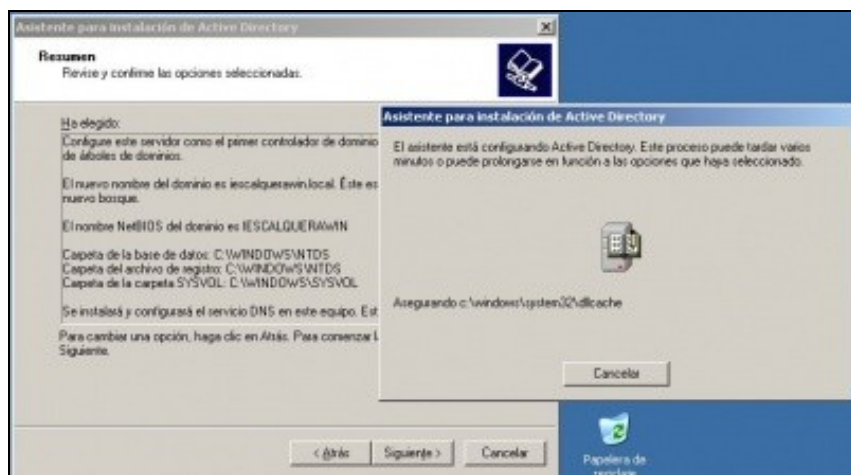 Asistente para instalación de Active Directory
Resumen
Revise y confirme las opciones seleccionadas.
Ha elegido:
Configure este servidor como el primer controlador de dominio
de árboles de dominios.
El nuevo nombre del dominio es iescalquerawin.local. Éste es
nuevo bosque.
El nombre NetBIOS del dominio es IESCALQUERAWIN
Carpeta de la base de datos: C:\WINDOWS\NTDS
Carpeta del archivo de registro: C:\WINDOWS\NTDS
Carpeta de la carpeta SYSVOL: C:\WINDOWS\SYSVOL
Se instalará y configurará el servicio DNS en este equipo. Est
Para cambiar una opción, haga clic en Atrás. Para comenzar l
Siguiente.
< Atrás
Siguiente >
Cancelar
Asistente para instalación de Active Directory
El asistente está configurando Active Directory. Este proceso puede tardar varios
minutos o puede prolongarse en función a las opciones que haya seleccionado.
Asegurando c:\windows\system32\dllcache
Cancelar
Papelera de
reciclaje